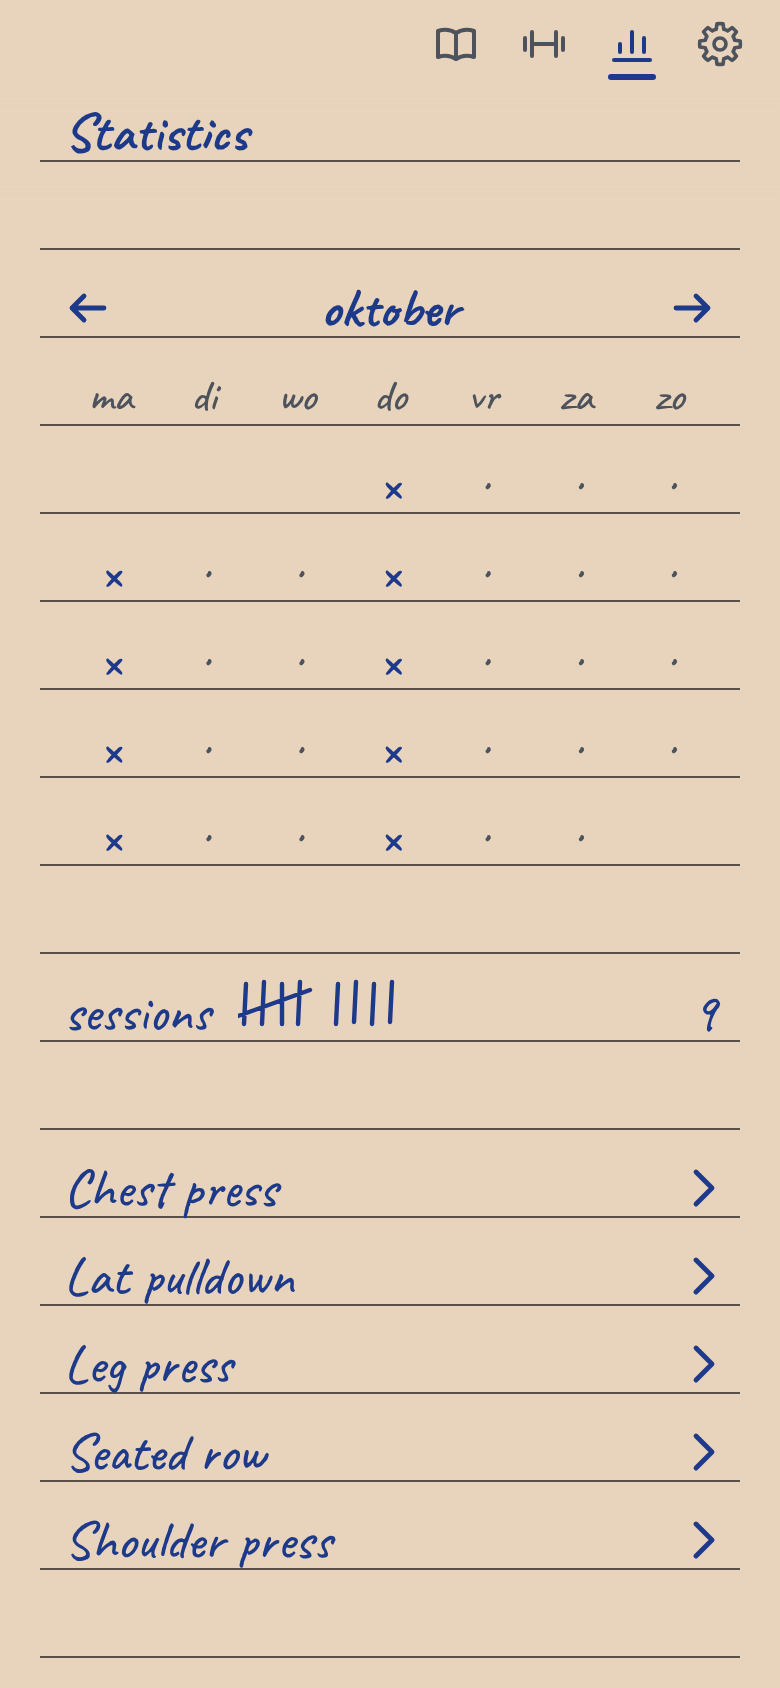 Statistics
oktober
ma di wo do vr za zo
× · · ·
× · · × · · ·
× · · × · · ·
× · · × · · ·
× · · × · ·
sessions 9
Chest press
Lat pulldown
Leg press
Seated row
Shoulder press